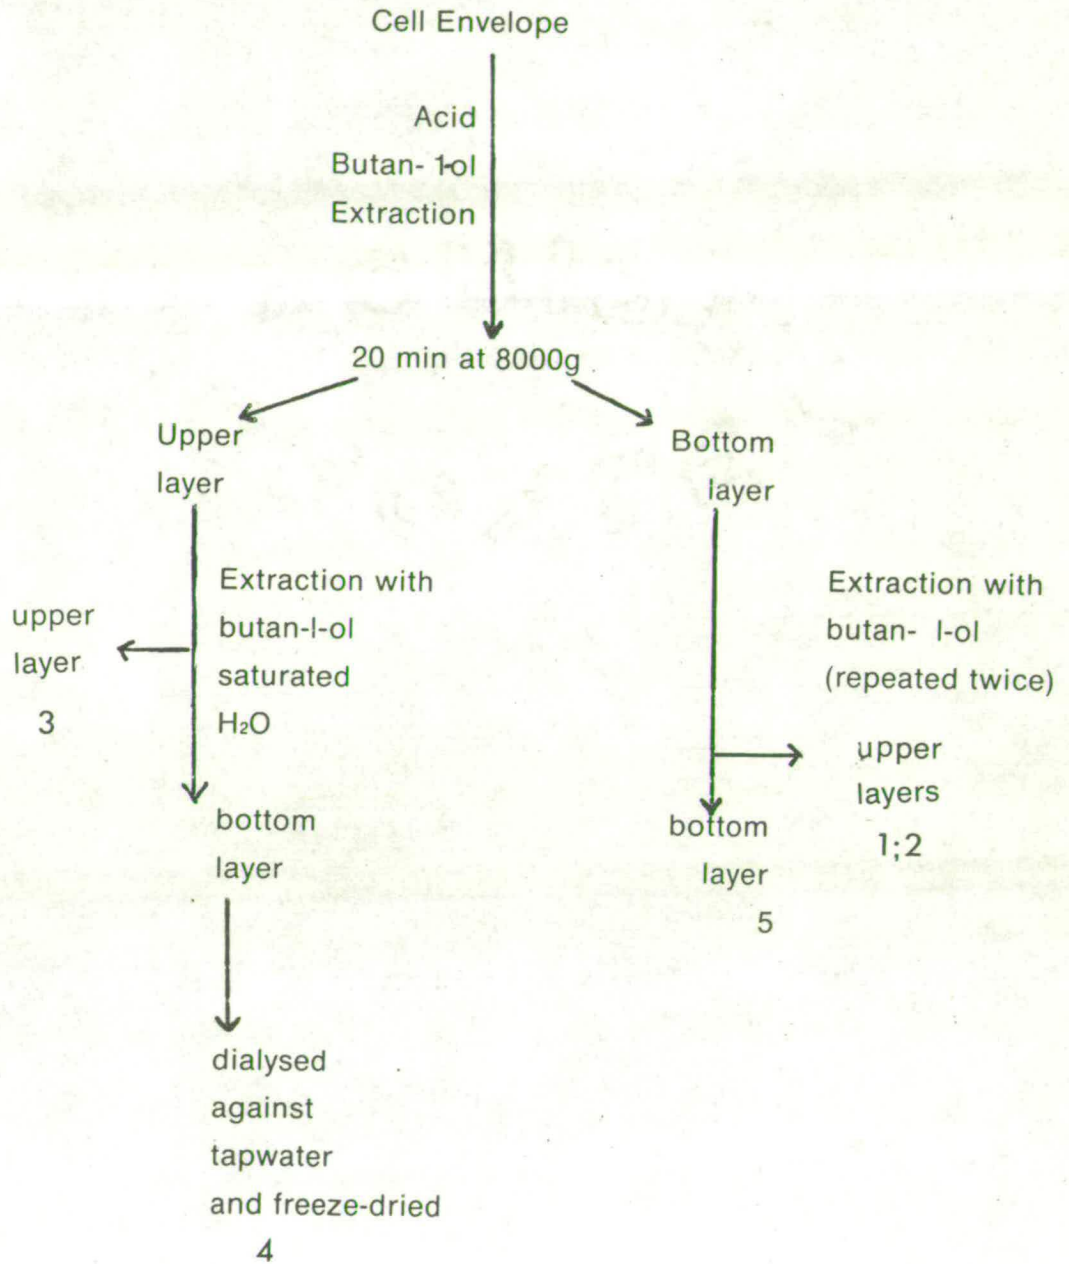 Cell Envelope
Acid
Butan- 1-ol
Extraction
20 min at 8000g
Upper
layer
Bottom
layer
Extraction with
butan-l-ol
saturated
H₂O
upper
layer
3
Extraction with
butan- l-ol
(repeated twice)
upper
layers
1;2
bottom
layer
bottom
layer
5
dialysed
against
tapwater
and freeze-dried
4